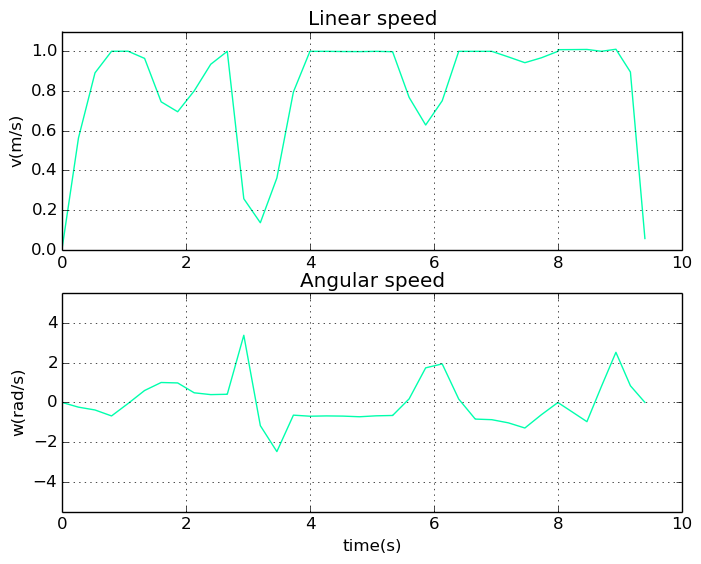 Linear speed
1.0
0.8
0.6
0.4
0.2
0.0
v(m/s)
0 2 4 6 8 10
Angular speed
4
2
0
−2
−4
w(rad/s)
0 2 4 6 8 10
time(s)